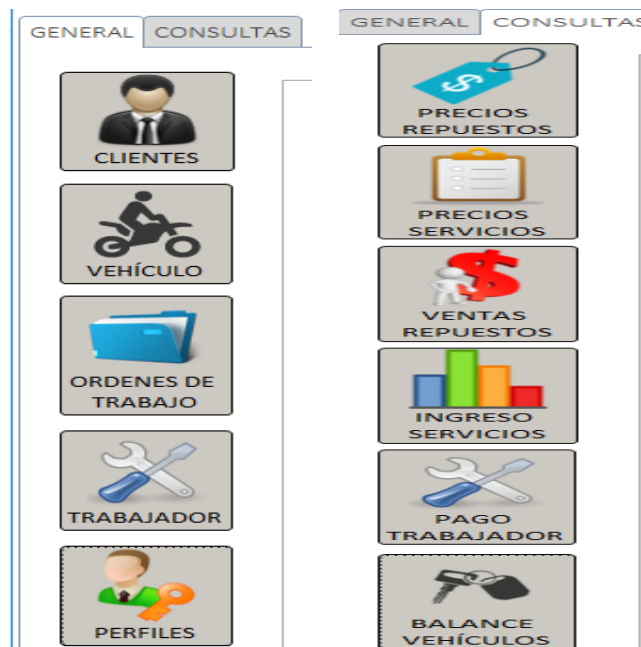 GENERAL CONSULTAS
CLIENTES
VEHÍCULO
ORDENES DE
TRABAJO
TRABAJADOR
PERFILES
GENERAL CONSULTAS
$
PRECIOS
REPUESTOS
PRECIOS
SERVICIOS
$
VENTAS
REPUESTOS
INGRESO
SERVICIOS
PAGO
TRABAJADOR
BALANCE
VEHÍCULOS